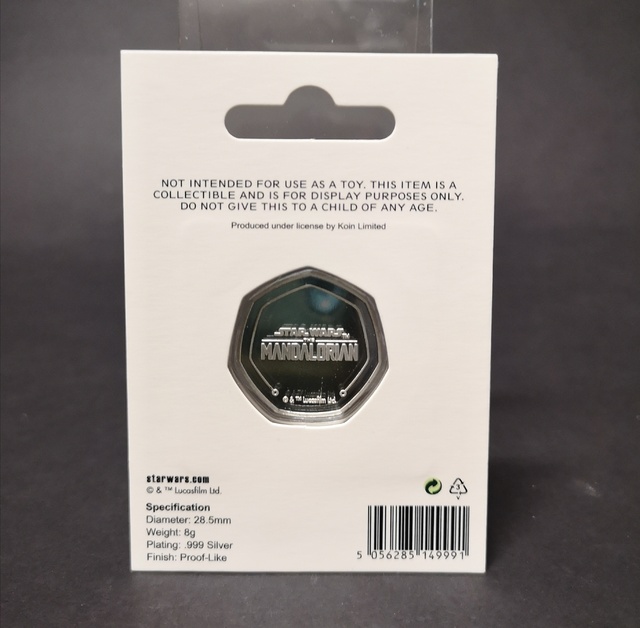 NOT INTENDED FOR USE AS A TOY. THIS ITEM IS A
COLLECTIBLE AND IS FOR DISPLAY PURPOSES ONLY.
DO NOT GIVE THIS TO A CHILD OF ANY AGE.
Produced under license by Koin Limited
STAR WARS
THE
MANDALORIAN
© & ™ Lucasfilm Ltd.
starwars.com
© & ™ Lucasfilm Ltd.
Specification
Diameter: 28.5mm
Weight: 8g
Plating: .999 Silver
Finish: Proof-Like
3
5 056285 149991